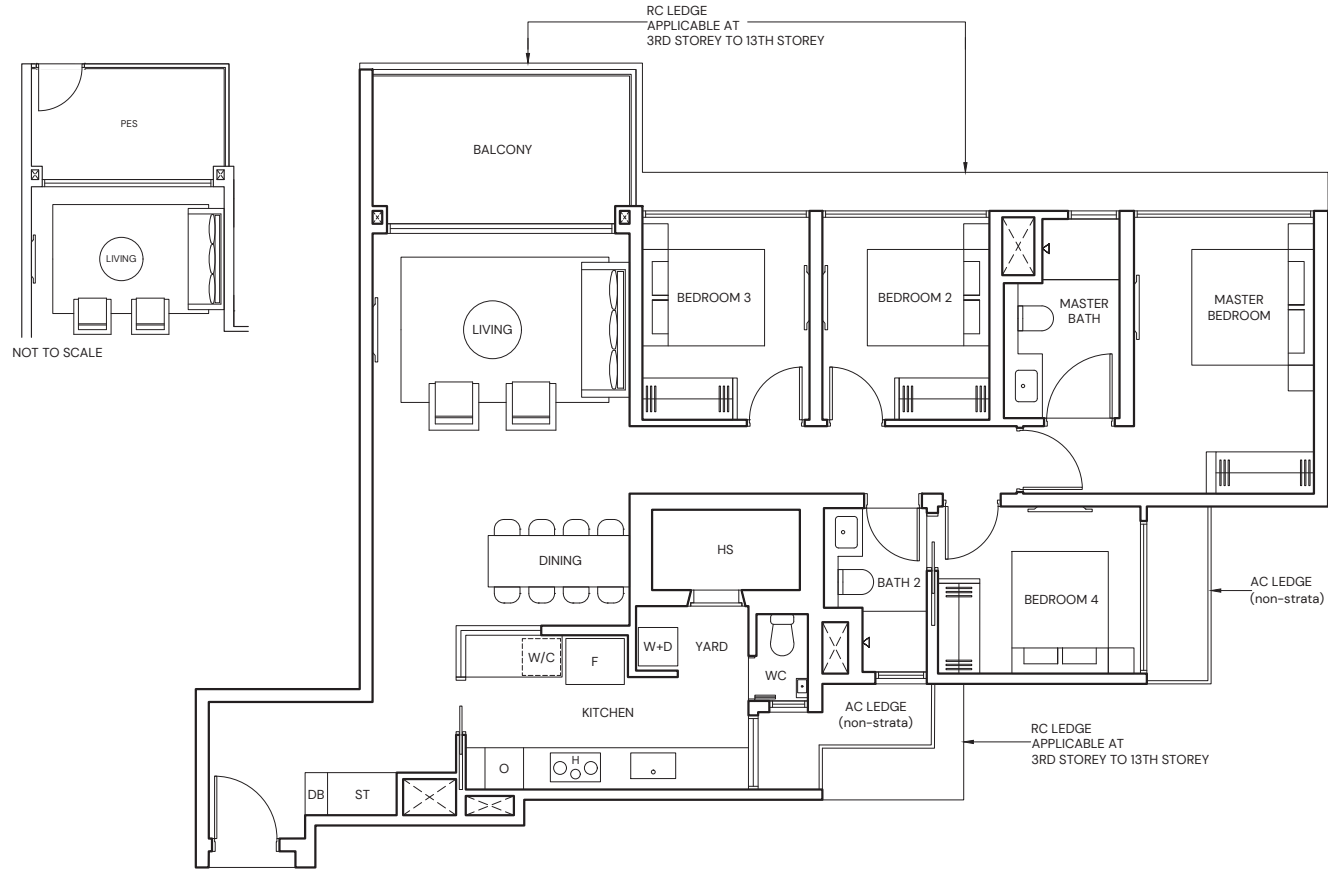 RC LEDGE
APPLICABLE AT
3RD STOREY TO 13TH STOREY
PES
LIVING
NOT TO SCALE
BALCONY
LIVING
BEDROOM 3
BEDROOM 2
MASTER
BATH
MASTER
BEDROOM
DINING
HS
BATH 2
BEDROOM 4
AC LEDGE
(non-strata)
W/C
F
W+D
YARD
WC
KITCHEN
AC LEDGE
(non-strata)
RC LEDGE
APPLICABLE AT
3RD STOREY TO 13TH STOREY
O
H
DB
ST